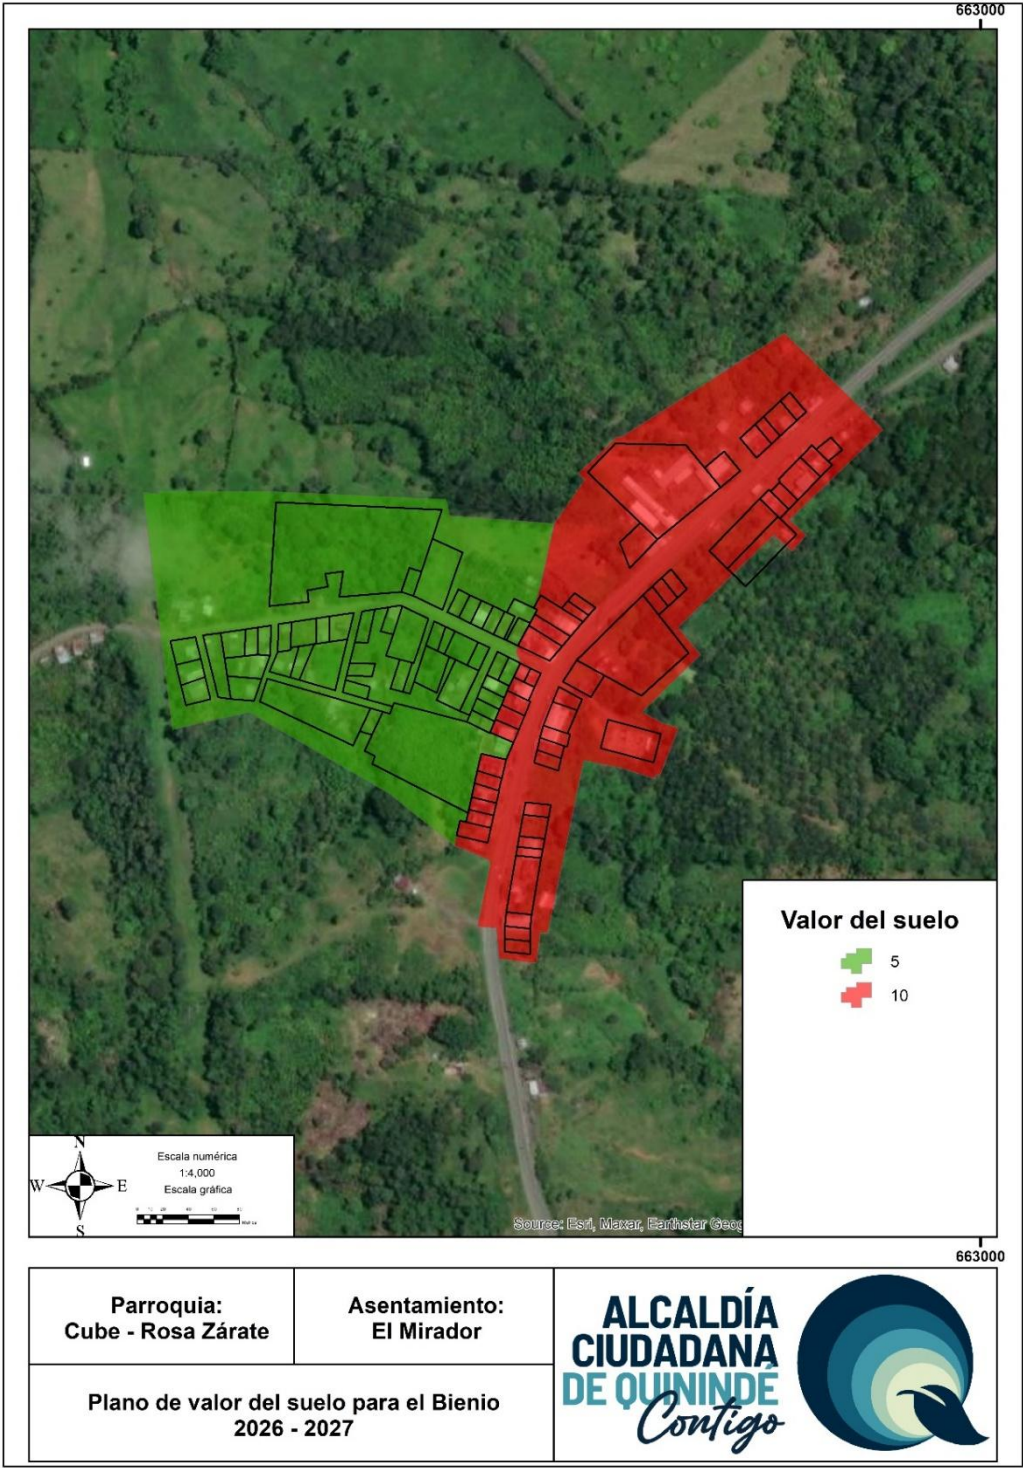 663000
Valor del suelo
5
10
N
W
E
S
Escala numérica
1:4,000
Escala gráfica
Source: Esri, Maxar, Earthstar Geog
663000
Parroquia:
Cube - Rosa Zárate
Asentamiento:
El Mirador
Plano de valor del suelo para el Bienio
2026 - 2027
ALCALDÍA
CIUDADANA
DE QUININDÉ
Contigo